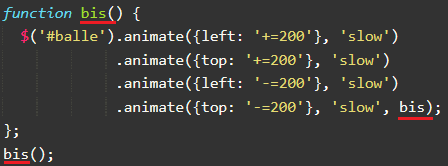 function bis() {
$('#balle').animate({left: '+=200'}, 'slow')
.animate({top: '+=200'}, 'slow')
.animate({left: '-=200'}, 'slow')
.animate({top: '-=200'}, 'slow', bis);
};
bis();